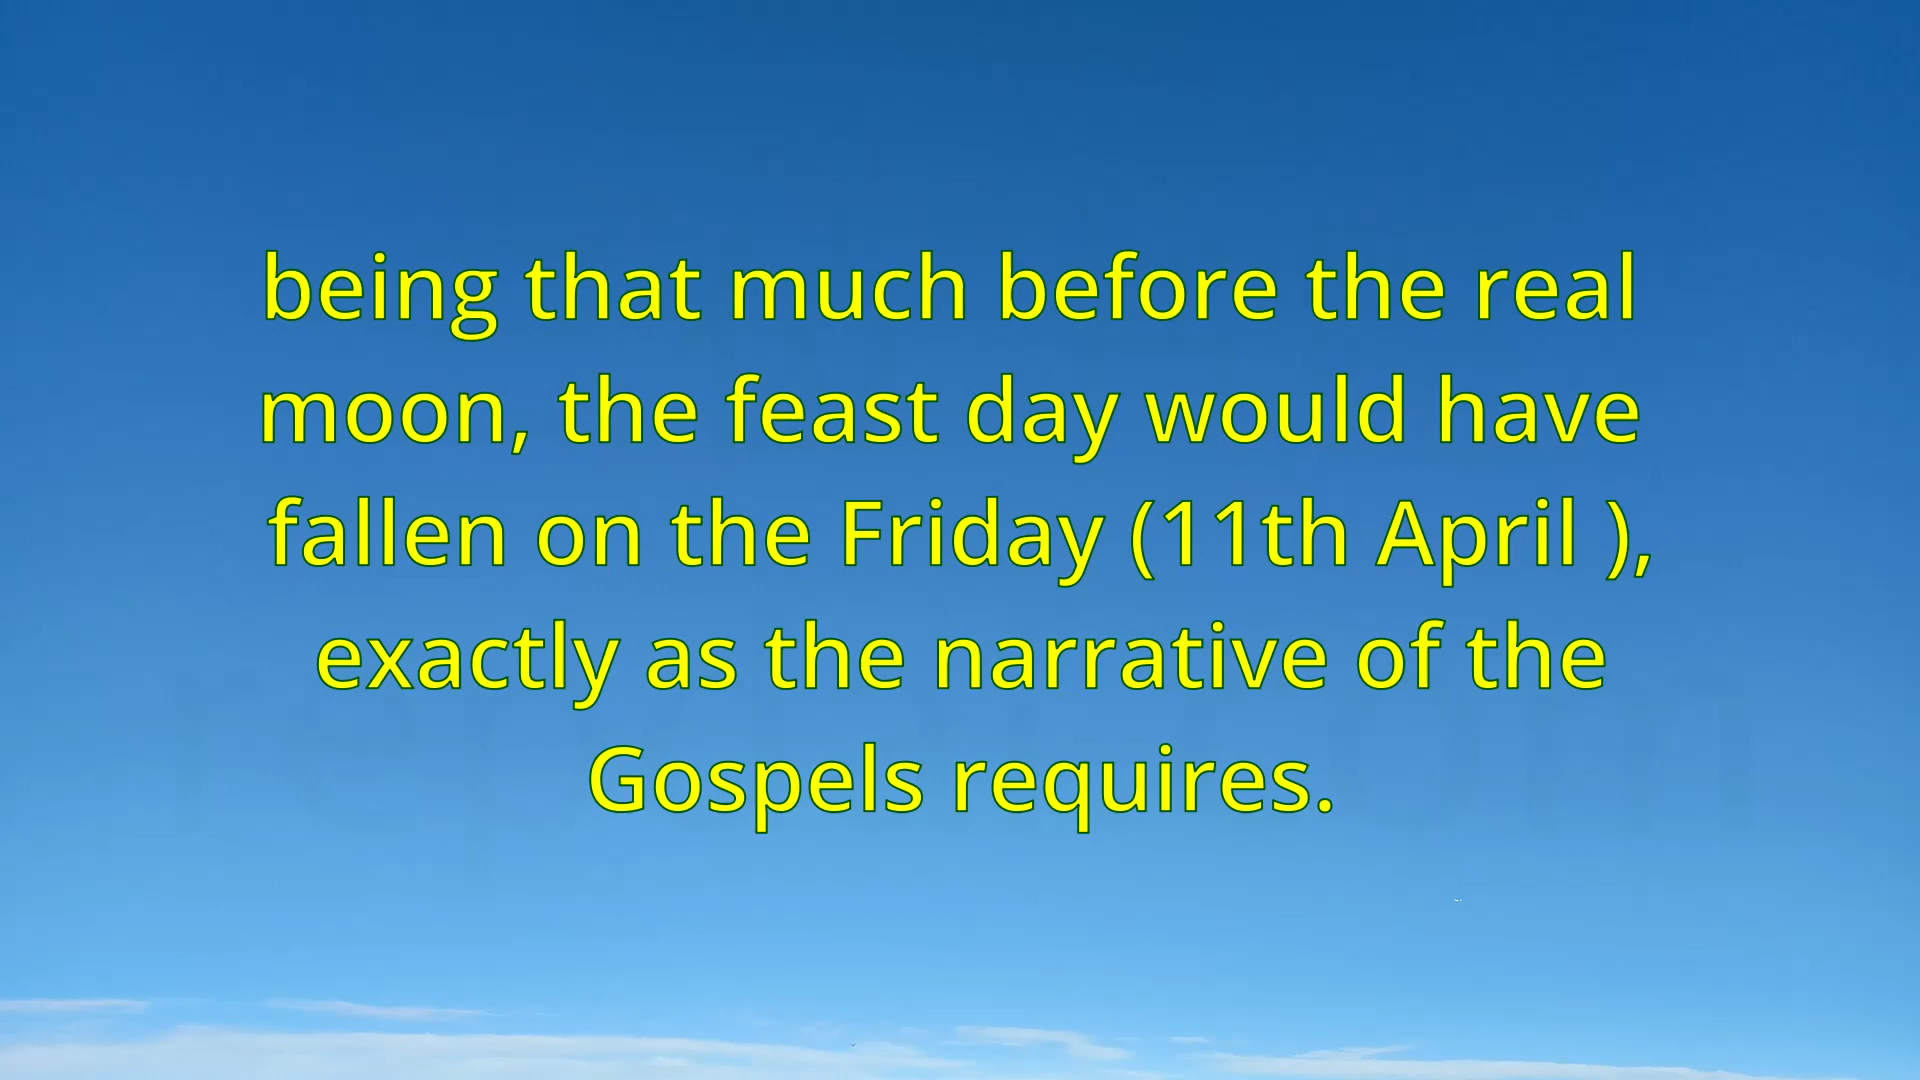 being that much before the real
moon, the feast day would have
fallen on the Friday (11th April ),
exactly as the narrative of the
Gospels requires.